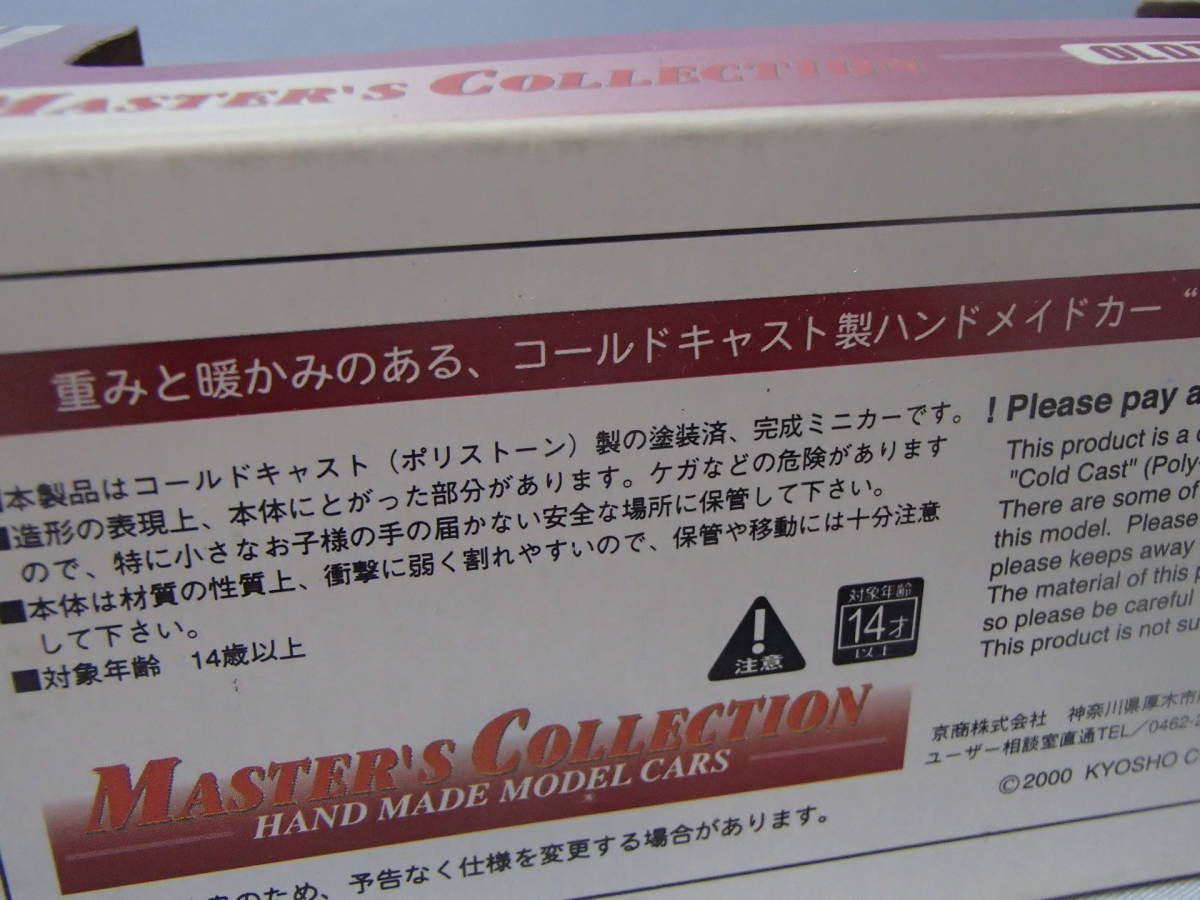 MASTER'S COLLECTION
重みと暖かみのある、コールドキャスト製ハンドメイドカー “
■本製品はコールドキャスト（ポリストーン）製の塗装済、完成ミニカーです。
■造形の表現上、本体にとがった部分があります。ケガなどの危険があります
ので、特に小さなお子様の手の届かない安全な場所に保管して下さい。
■本体は材質の性質上、衝撃に弱く割れやすいので、保管や移動には十分注意
して下さい。
■対象年齢 14歳以上
注意
対象年齢
14才
以上
! Please pay a
This product is a
"Cold Cast" (Poly-
There are some of
this model. Please
please keeps away
The material of this
so please be careful
This product is not
MASTER'S COLLECTION
HAND MADE MODEL CARS
京商株式会社 神奈川県厚木市
ユーザー相談室直通TEL/0462-
©2000 KYOSHO
のため、予告なく仕様を変更する場合があります。